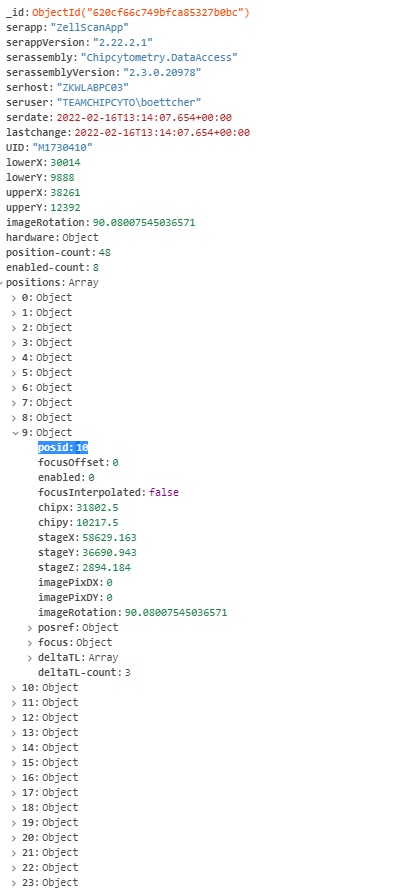 _id: ObjectId("620cf66c749bfca85327b0bc")
serapp: "ZellScanApp"
serappVersion: "2.22.2.1"
serassembly: "Chipcytometry.DataAccess"
serassemblyVersion: "2.3.0.20978"
serhost: "ZKWLABPC03"
seruser: "TEAMCHIPCYTO\boettcher"
serdate: 2022-02-16T13:14:07.654+00:00
lastchange: 2022-02-16T13:14:07.654+00:00
UID: "M1730410"
lowerX: 30014
lowerY: 9888
upperX: 38261
upperY: 12392
imageRotation: 90.08007545036571
hardware: Object
position-count: 48
enabled-count: 8
positions: Array
0: Object
1: Object
2: Object
3: Object
4: Object
5: Object
6: Object
7: Object
8: Object
9: Object
posid: 10
focusOffset: 0
enabled: 0
focusInterpolated: false
chipx: 31802.5
chipy: 10217.5
stageX: 58629.163
stageY: 36690.943
stageZ: 2894.184
imagePixDX: 0
imagePixDY: 0
imageRotation: 90.08007545036571
posref: Object
focus: Object
deltaTL: Array
deltaTL-count: 3
10: Object
11: Object
12: Object
13: Object
14: Object
15: Object
16: Object
17: Object
18: Object
19: Object
20: Object
21: Object
22: Object
23: Object